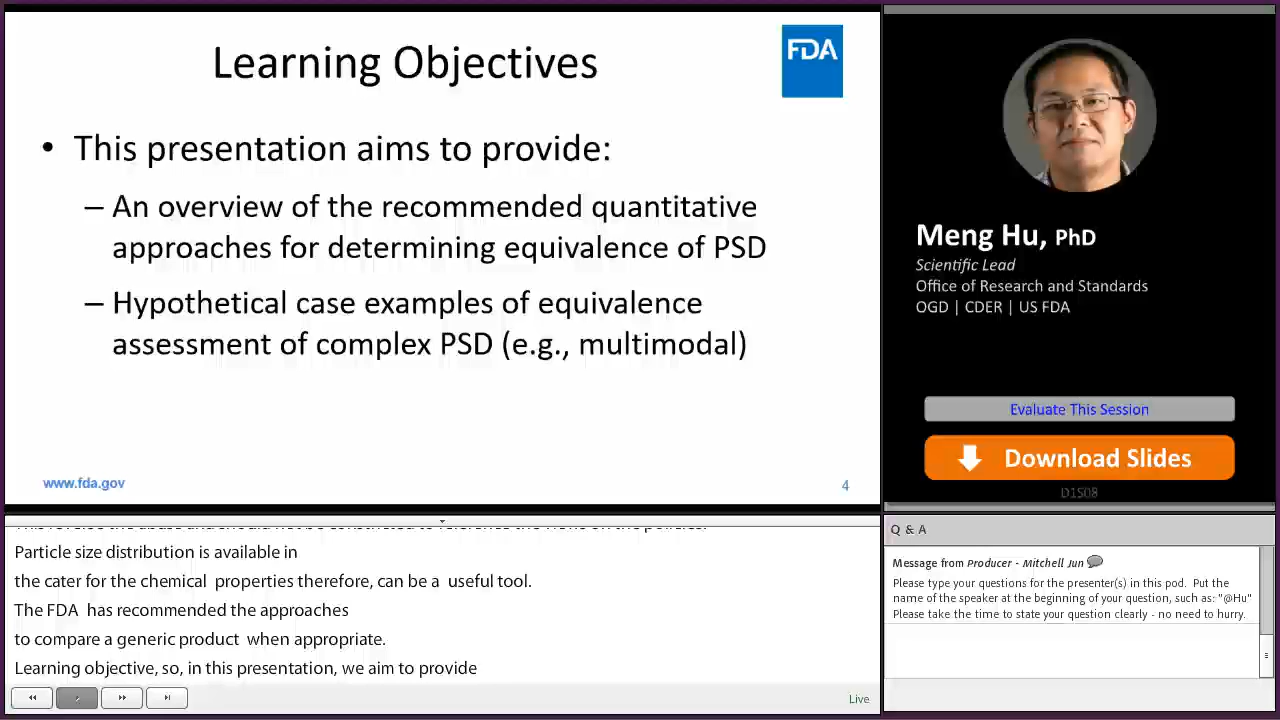 Learning Objectives
FDA
• This presentation aims to provide:
– An overview of the recommended quantitative
approaches for determining equivalence of PSD
– Hypothetical case examples of equivalence
assessment of complex PSD (e.g., multimodal)
www.fda.gov
4
Meng Hu, PhD
Scientific Lead
Office of Research and Standards
OGD | CDER | US FDA
Evaluate This Session
Download Slides
D1S08
Particle size distribution is available in
the cater for the chemical properties therefore, can be a useful tool.
The FDA has recommended the approaches
to compare a generic product when appropriate.
Learning objective, so, in this presentation, we aim to provide
Live
Q & A
Message from Producer - Mitchell Jun
Please type your questions for the presenter(s) in this pod. Put the
name of the speaker at the beginning of your question, such as: "@Hu"
Please take the time to state your question clearly - no need to hurry.